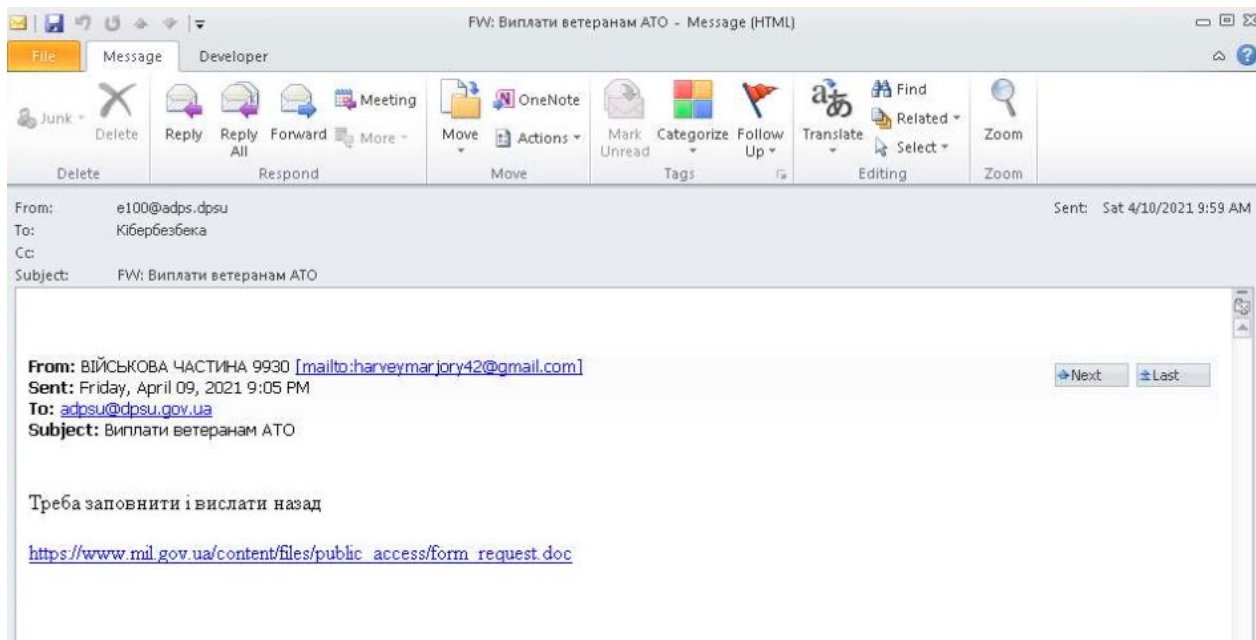 FW: Виплати ветеранам АТО - Message (HTML)
File Message Developer
Junk
Delete
Reply
Reply All
Forward
Meeting
More
Move
OneNote
Actions
Mark Unread
Categorize
Follow Up
Translate
Find
Related
Select
Zoom
Delete Respond Move Tags Editing Zoom
From: e100@adps.dpsu Sent: Sat 4/10/2021 9:59 AM
To: Кібербезбека
Cc:
Subject: FW: Виплати ветеранам АТО
From: ВІЙСЬКОВА ЧАСТИНА 9930 [mailto:harveymarjory42@gmail.com]
Next Last
Sent: Friday, April 09, 2021 9:05 PM
To: adpsu@dpsu.gov.ua
Subject: Виплати ветеранам АТО
Треба заповнити і вислати назад
https://www.mil.gov.ua/content/files/public_access/form_request.doc